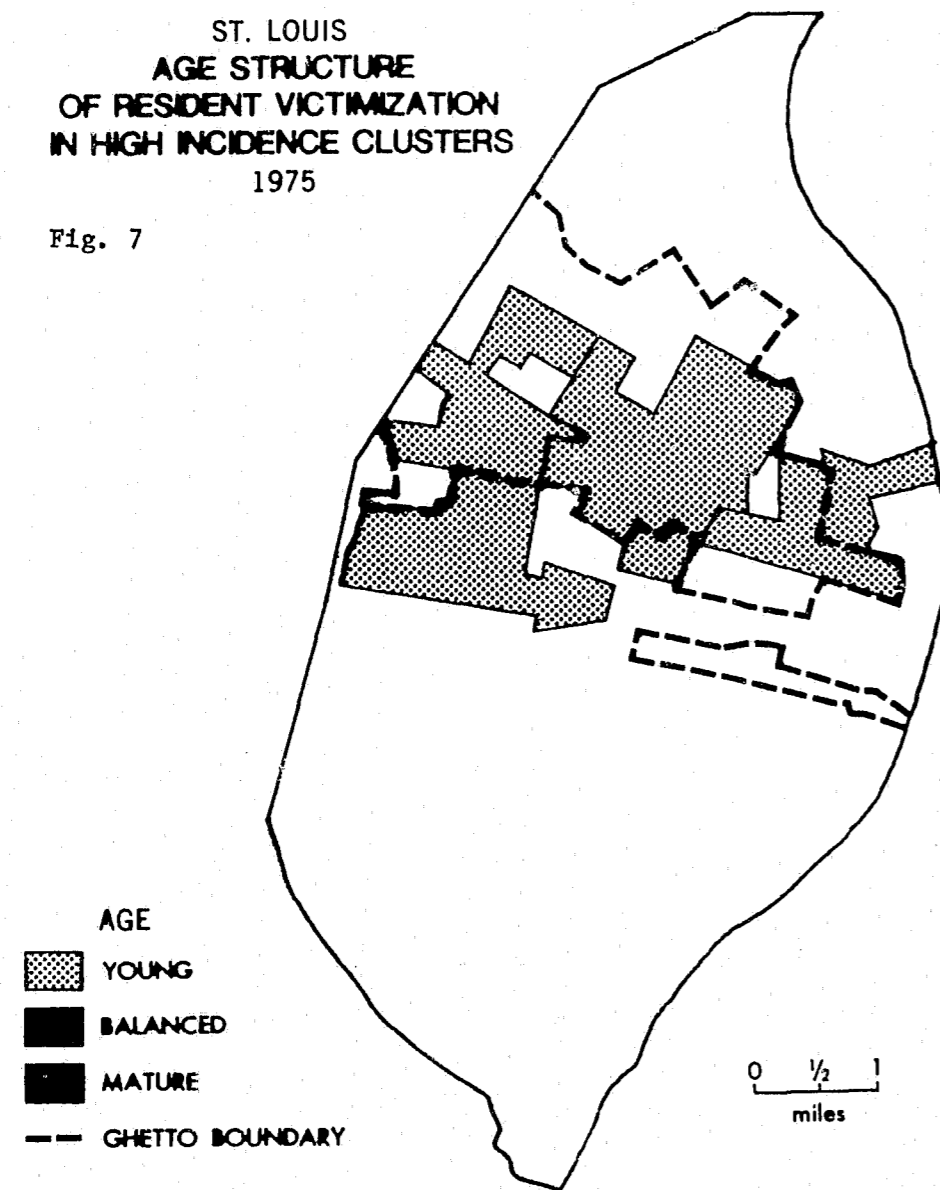 ST. LOUIS
AGE STRUCTURE
OF RESIDENT VICTIMIZATION
IN HIGH INCIDENCE CLUSTERS
1975
Fig. 7
AGE
YOUNG
BALANCED
MATURE
GHETTO BOUNDARY
0 ½ 1
miles